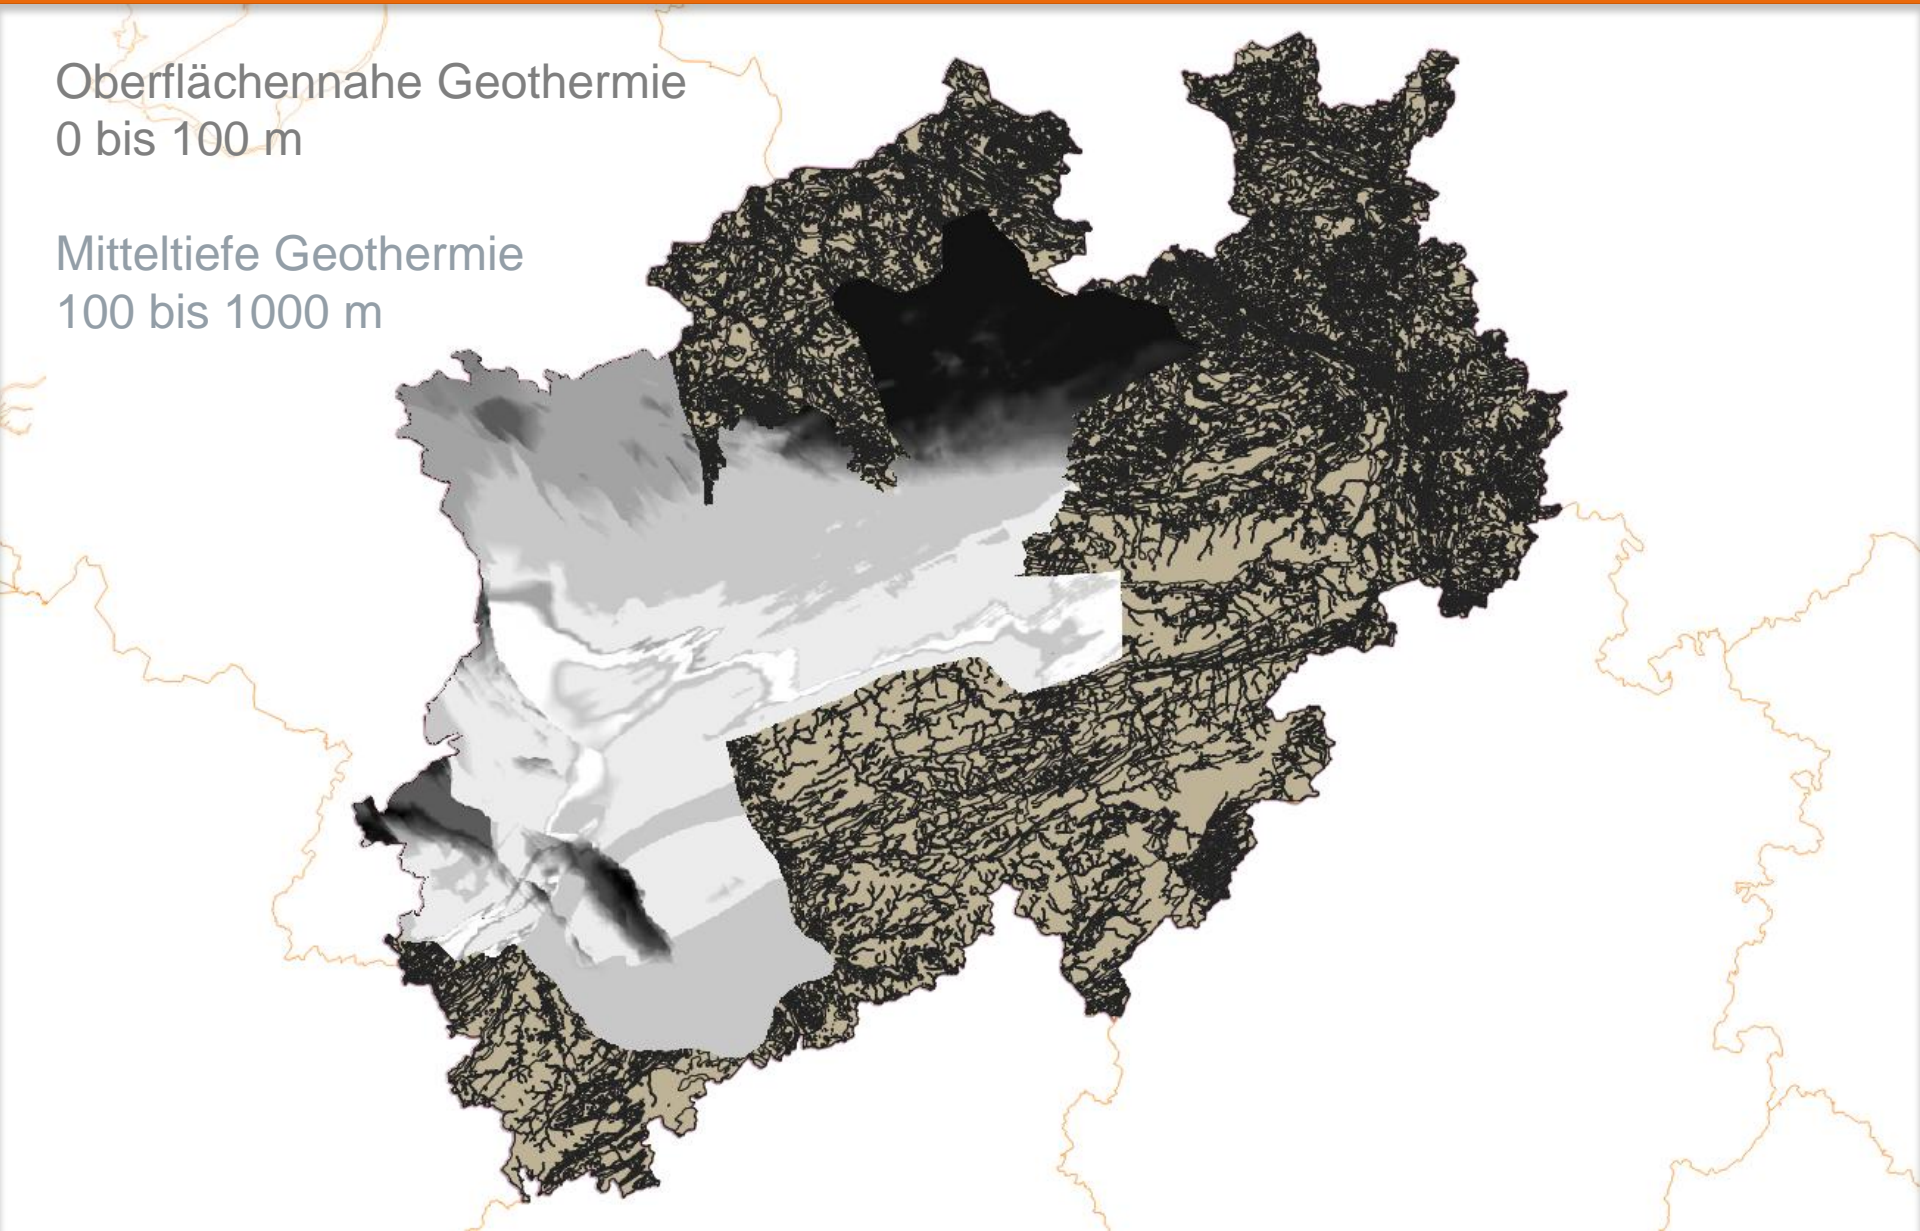 Oberflächennahe Geothermie
0 bis 100 m
Mitteltiefe Geothermie
100 bis 1000 m